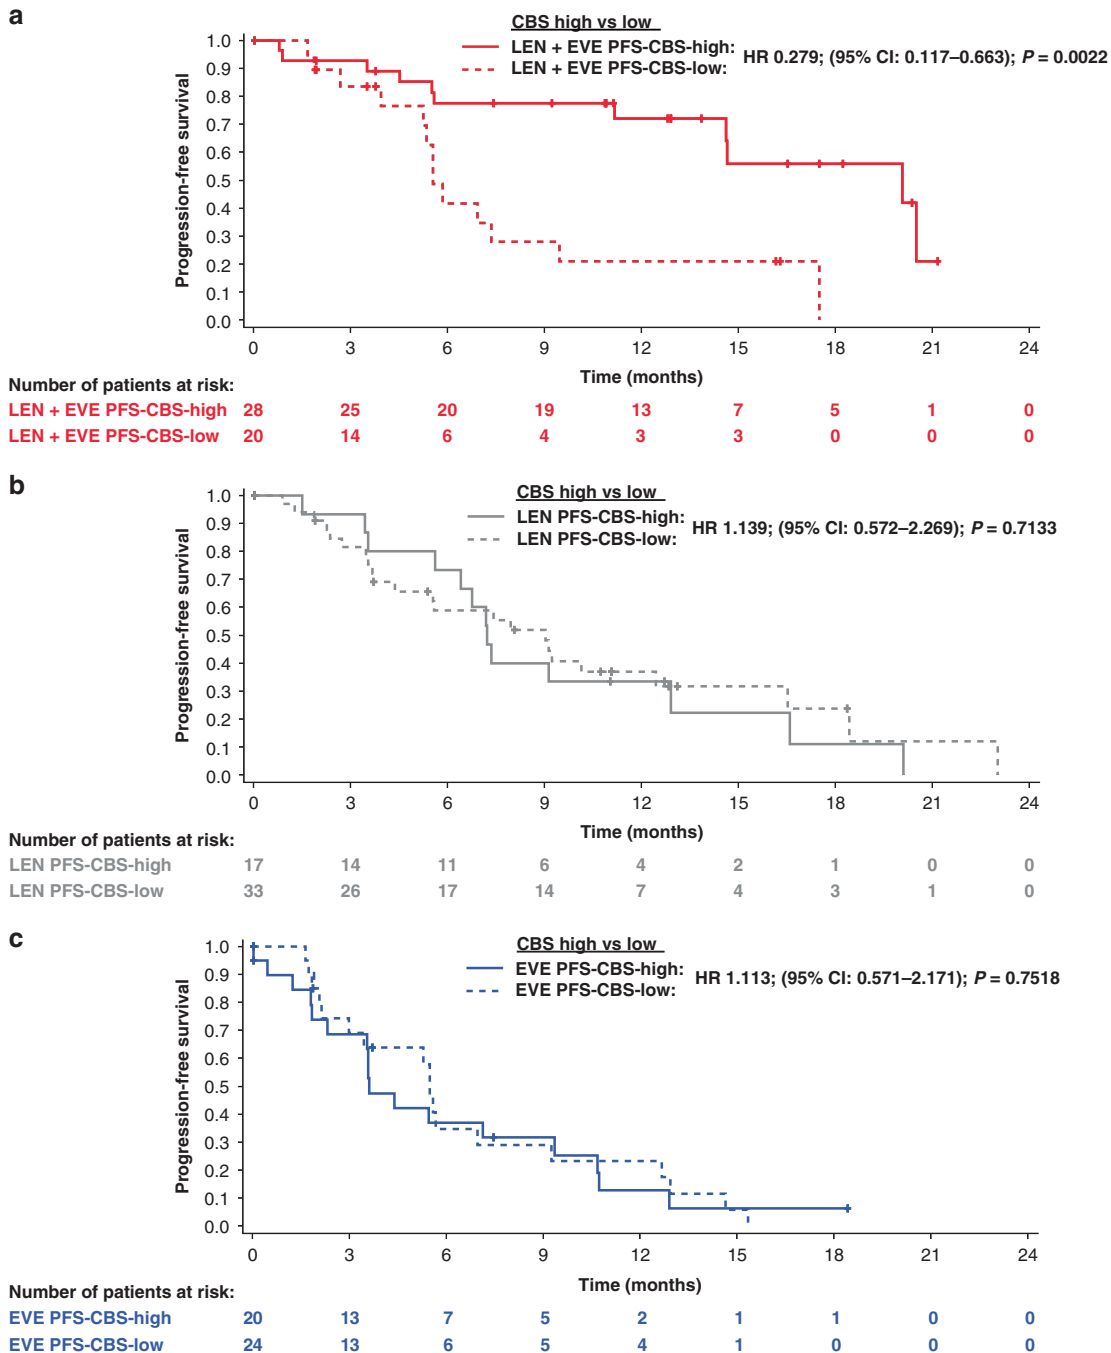 a
CBS high vs low
LEN + EVE PFS-CBS-high:
LEN + EVE PFS-CBS-low:
HR 0.279; (95% CI: 0.117–0.663); P = 0.0022
Progression-free survival
1.0
0.9
0.8
0.7
0.6
0.5
0.4
0.3
0.2
0.1
0.0
0 3 6 9 12 15 18 21 24
Time (months)
Number of patients at risk:
LEN + EVE PFS-CBS-high 28 25 20 19 13 7 5 1 0
LEN + EVE PFS-CBS-low 20 14 6 4 3 3 0 0 0
b
CBS high vs low
LEN PFS-CBS-high:
LEN PFS-CBS-low:
HR 1.139; (95% CI: 0.572–2.269); P = 0.7133
Progression-free survival
1.0
0.9
0.8
0.7
0.6
0.5
0.4
0.3
0.2
0.1
0.0
0 3 6 9 12 15 18 21 24
Time (months)
Number of patients at risk:
LEN PFS-CBS-high 17 14 11 6 4 2 1 0 0
LEN PFS-CBS-low 33 26 17 14 7 4 3 1 0
c
CBS high vs low
EVE PFS-CBS-high:
EVE PFS-CBS-low:
HR 1.113; (95% CI: 0.571–2.171); P = 0.7518
Progression-free survival
1.0
0.9
0.8
0.7
0.6
0.5
0.4
0.3
0.2
0.1
0.0
0 3 6 9 12 15 18 21 24
Time (months)
Number of patients at risk:
EVE PFS-CBS-high 20 13 7 5 2 1 1 0 0
EVE PFS-CBS-low 24 13 6 5 4 1 0 0 0